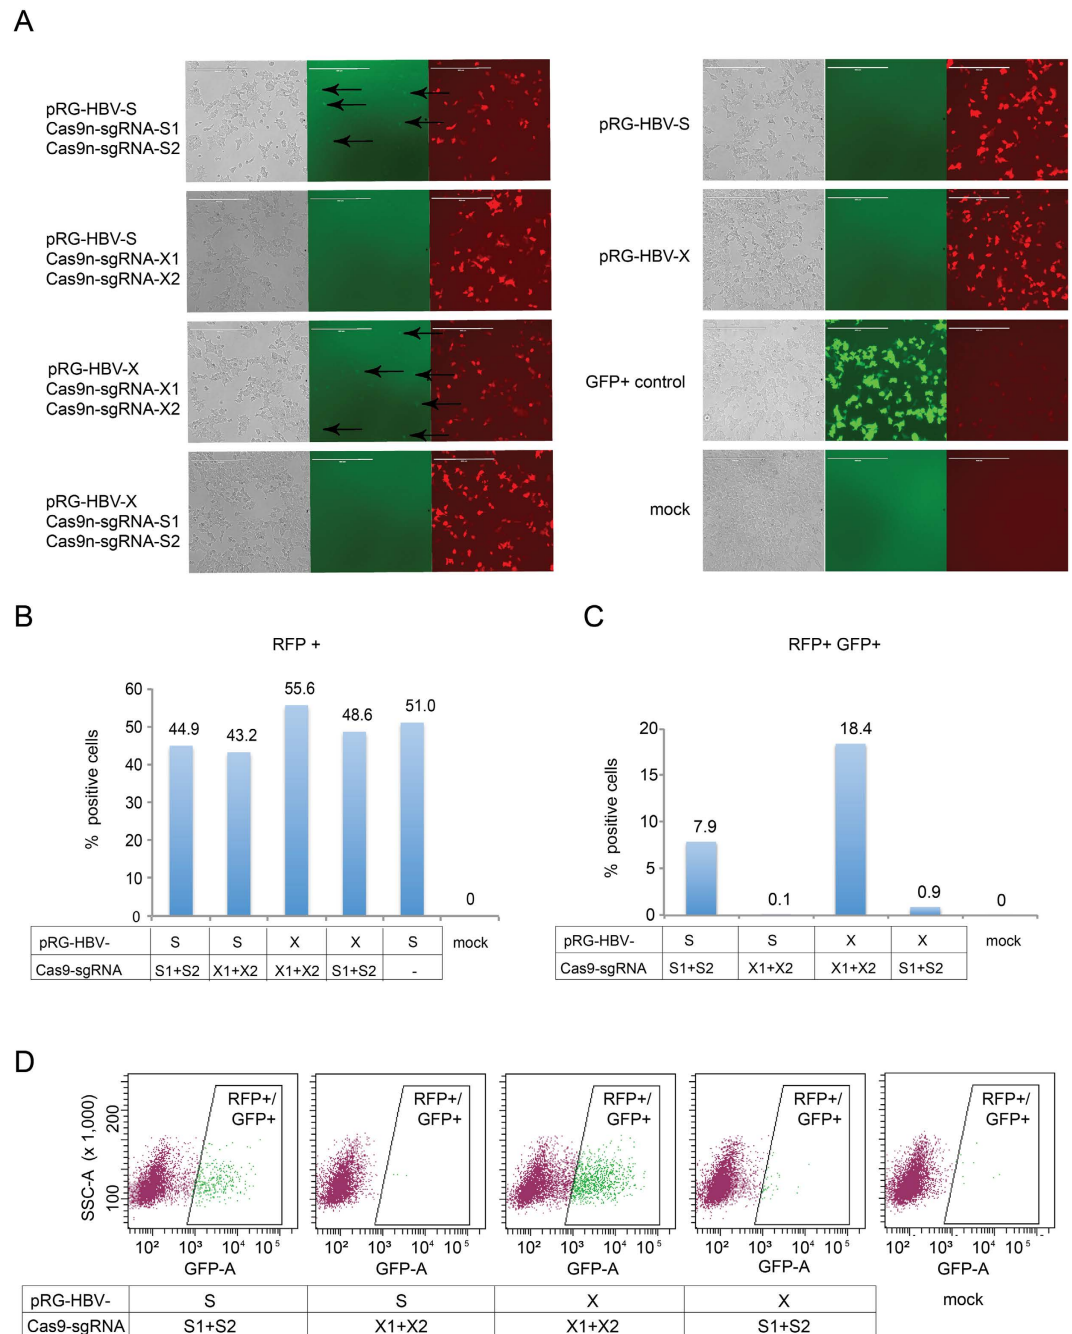 A
pRG-HBV-S
Cas9n-sgRNA-S1
Cas9n-sgRNA-S2
pRG-HBV-S
Cas9n-sgRNA-X1
Cas9n-sgRNA-X2
pRG-HBV-X
Cas9n-sgRNA-X1
Cas9n-sgRNA-X2
pRG-HBV-X
Cas9n-sgRNA-S1
Cas9n-sgRNA-S2
pRG-HBV-S
pRG-HBV-X
GFP+ control
mock
B
RFP +
% positive cells
60
50
40
30
20
10
0
44.9
43.2
55.6
48.6
51.0
0
pRG-HBV- S S X X S mock
Cas9-sgRNA S1+S2 X1+X2 X1+X2 S1+S2 -
C
RFP+ GFP+
% positive cells
20
15
10
5
0
7.9
0.1
18.4
0.9
0
pRG-HBV- S S X X mock
Cas9-sgRNA S1+S2 X1+X2 X1+X2 S1+S2
D
SSC-A (x 1,000)
200
100
RFP+/
GFP+
RFP+/
GFP+
RFP+/
GFP+
RFP+/
GFP+
RFP+/
GFP+
10² 10³ 10⁴ 10⁵
10² 10³ 10⁴ 10⁵
10² 10³ 10⁴ 10⁵
10² 10³ 10⁴ 10⁵
10² 10³ 10⁴ 10⁵
GFP-A
GFP-A
GFP-A
GFP-A
GFP-A
pRG-HBV- S S X X mock
Cas9-sgRNA S1+S2 X1+X2 X1+X2 S1+S2